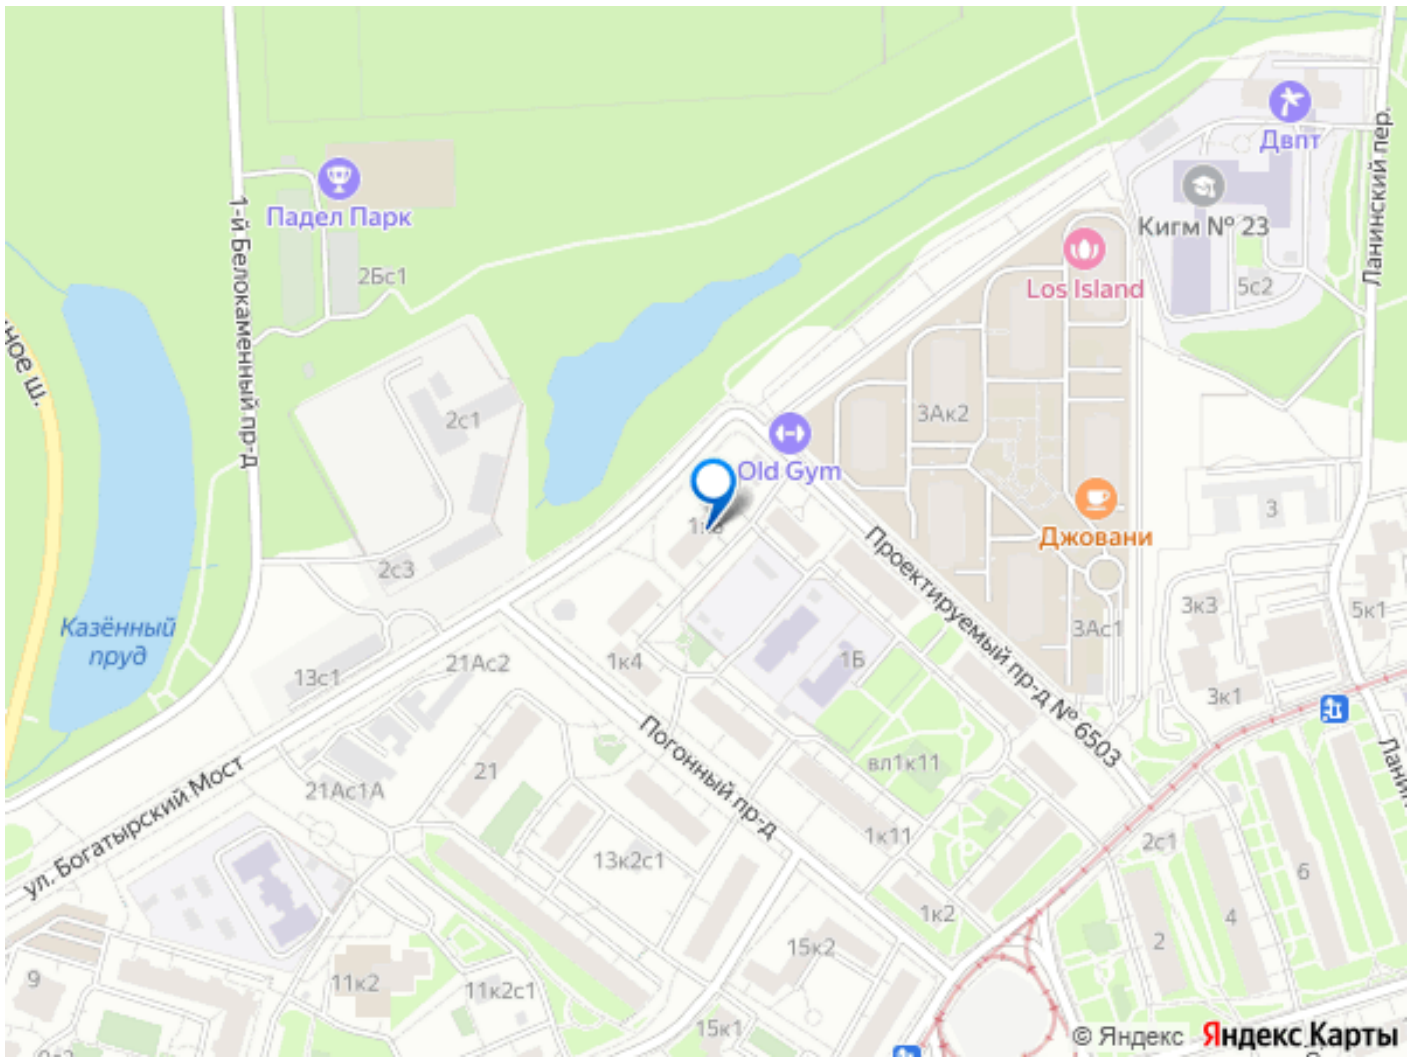 Двпт
Ланинский пер.
Падел Парк
1-й Белокаменный пр-д
Кигм № 23
2Бс1
Los Island
5с2
ное ш.
3Ак2
2с1
Old Gym
3
Джовани
Проектируемый пр-д № 6503
2с3
3к3
5к1
Казённый
пруд
3Ас1
21Ас2
1к4
1Б
13с1
3к1
Погонный пр-д
вл1к11
21
ул. Богатырский Мост
21Ас1А
1к11
2с1
13к2с1
6
1к2
4
2
15к2
9
11к2
11к2с1
15к1
© Яндекс Яндекс Карты